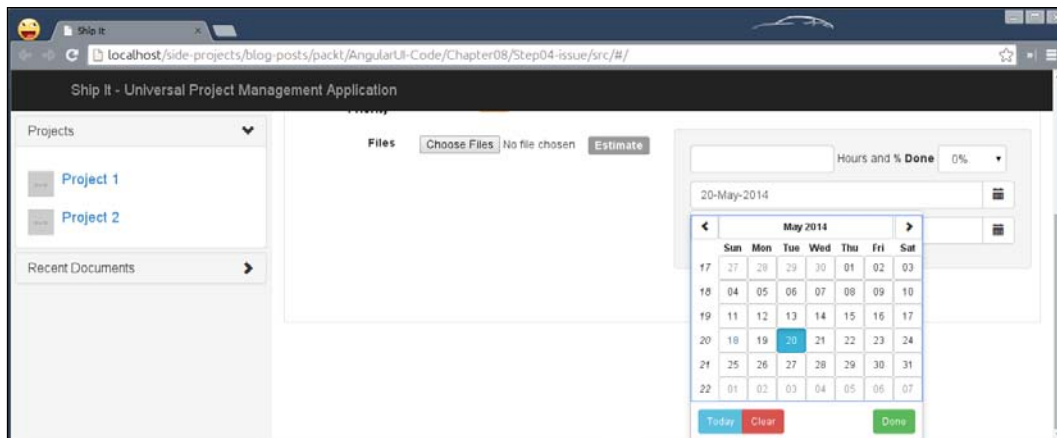 Ship It
localhost/side-projects/blog-posts/packt/AngularUI-Code/Chapter08/Step04-issue/src/#/
Ship It - Universal Project Management Application
Projects
Project 1
Project 2
Recent Documents
Files Choose Files No file chosen Estimate
Hours and % Done 0%
20-May-2014
May 2014
Sun Mon Tue Wed Thu Fri Sat
17 27 28 29 30 01 02 03
18 04 05 06 07 08 09 10
19 11 12 13 14 15 16 17
20 18 19 20 21 22 23 24
21 25 26 27 28 29 30 31
22 01 02 03 04 05 06 07
Today Clear Done